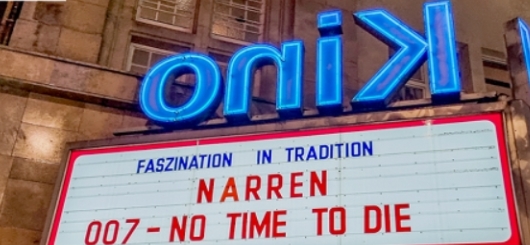 Kino
FASZINATION IN TRADITION
NARREN
007 - NO TIME TO DIE